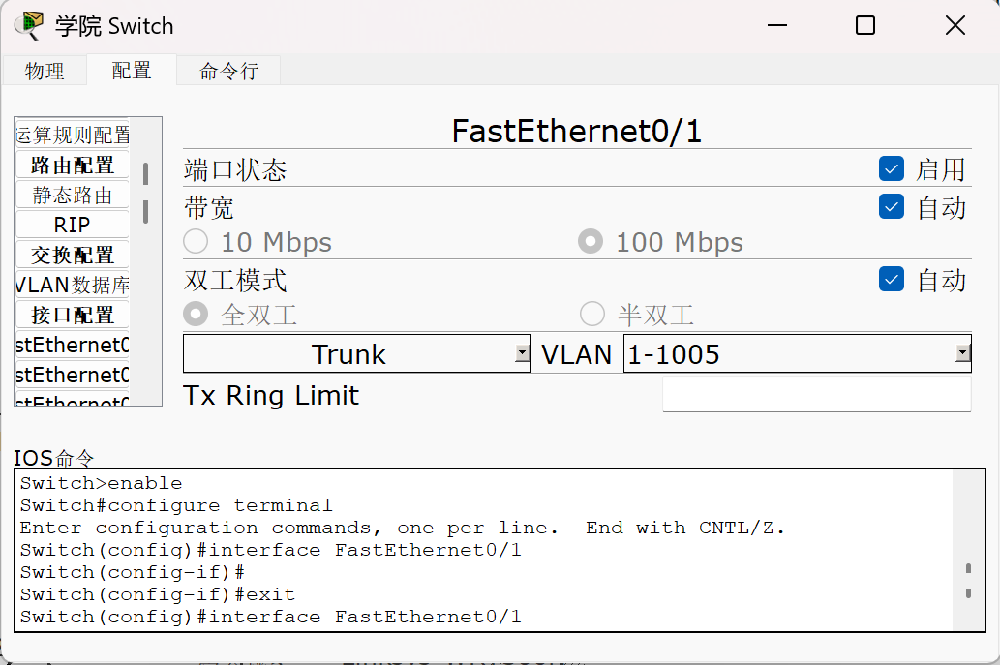 学院 Switch
物理 配置 命令行
运算规则配置
路由配置
静态路由
RIP
交换配置
VLAN数据库
接口配置
stEthernet0
stEthernet0
stEthernet0
FastEthernet0/1
端口状态 启用
带宽 自动
10 Mbps 100 Mbps
双工模式 自动
全双工 半双工
Trunk VLAN 1-1005
Tx Ring Limit
IOS命令
Switch>enable
Switch#configure terminal
Enter configuration commands, one per line.  End with CNTL/Z.
Switch(config)#interface FastEthernet0/1
Switch(config-if)#
Switch(config-if)#exit
Switch(config)#interface FastEthernet0/1